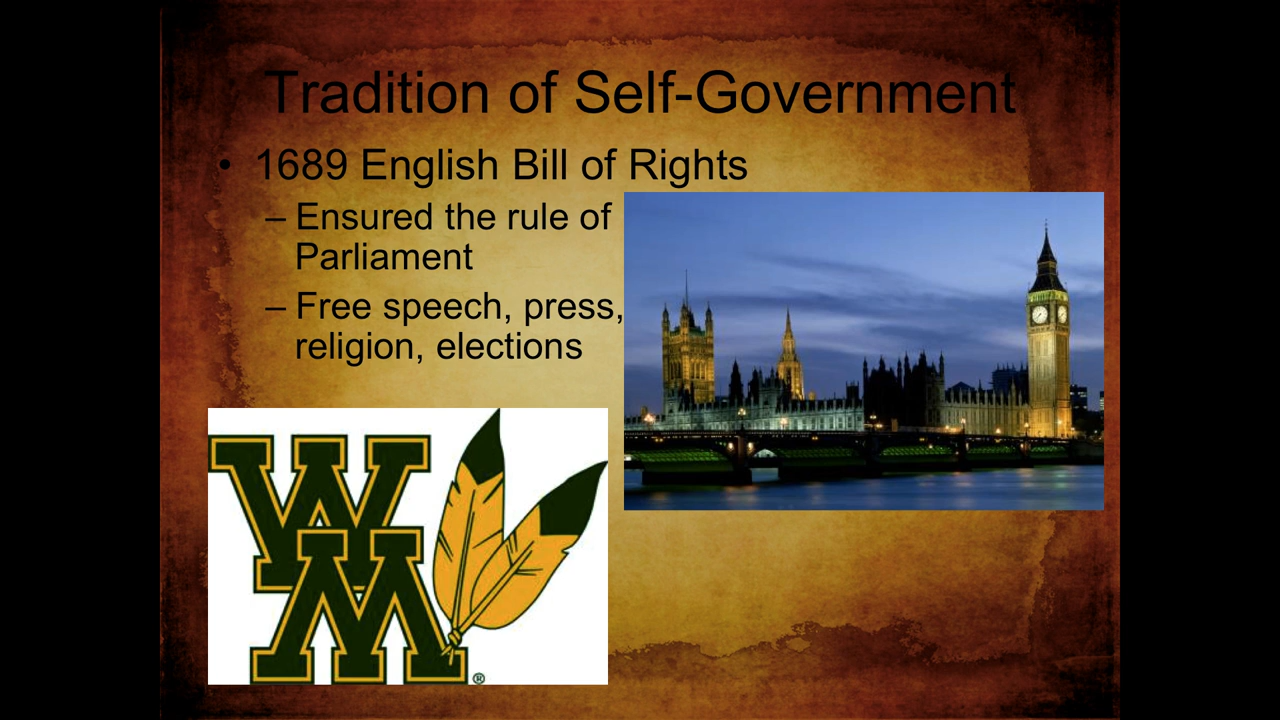 Tradition of Self-Government
• 1689 English Bill of Rights
– Ensured the rule of
Parliament
– Free speech, press,
religion, elections
W
M
®